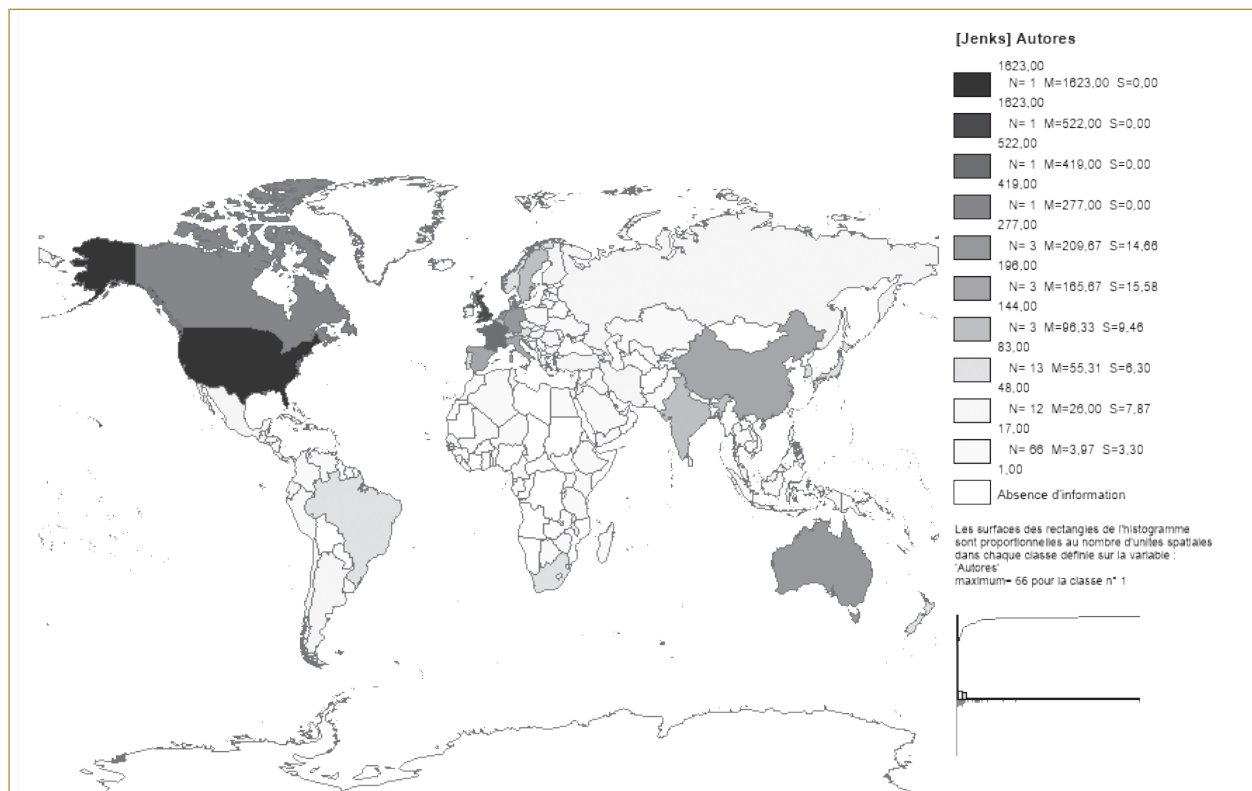 [Jenks] Autores
1623,00
N= 1 M=1623,00 S=0,00
1623,00
N= 1 M=522,00 S=0,00
522,00
N= 1 M=419,00 S=0,00
419,00
N= 1 M=277,00 S=0,00
277,00
N= 3 M=209,67 S=14,66
196,00
N= 3 M=165,67 S=15,58
144,00
N= 3 M=96,33 S=9,46
83,00
N= 13 M=55,31 S=6,30
48,00
N= 12 M=26,00 S=7,87
17,00
N= 66 M=3,97 S=3,30
1,00
Absence d'information
Les surfaces des rectangles de l'histogramme
sont proportionnelles au nombre d'unites spatiales
dans chaque classe définie sur la variable :
'Autores'
maximum= 66 pour la classe n° 1